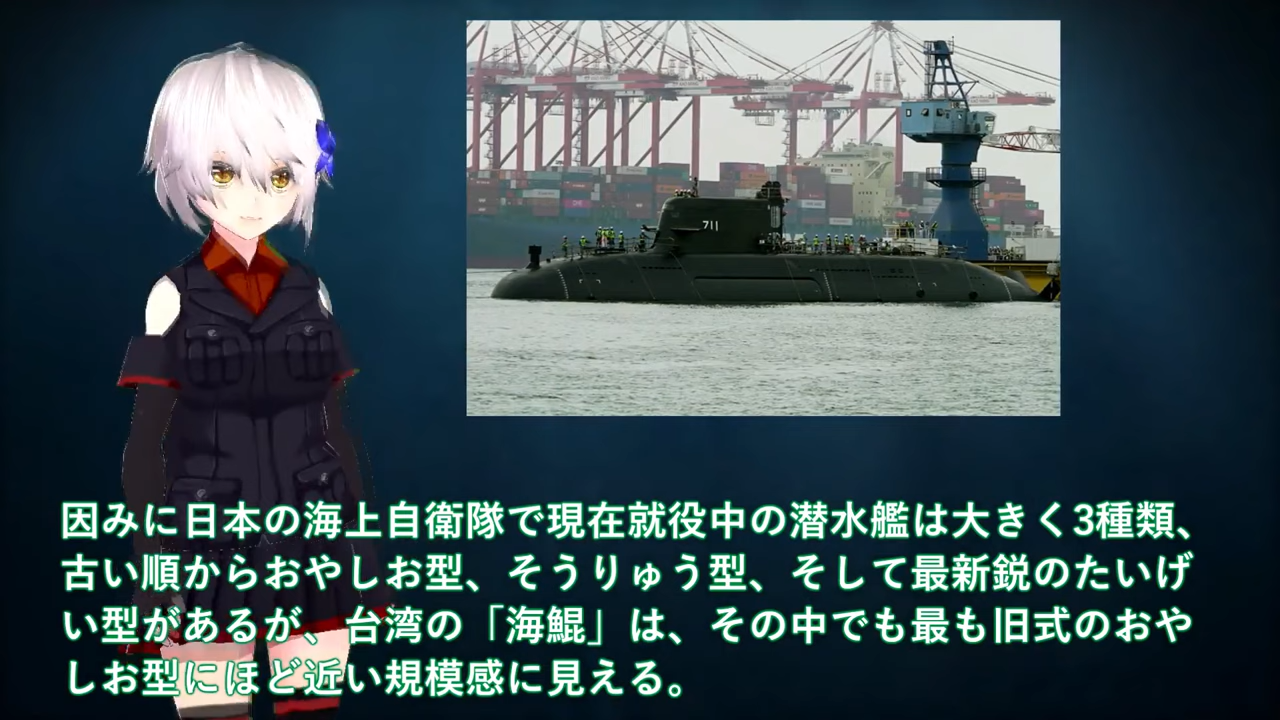 711
因みに日本の海上自衛隊で現在就役中の潜水艦は大きく3種類、
古い順からおやしお型、そうりゅう型、そして最新鋭のたいげ
い型があるが、台湾の「海鯤」は、その中でも最も旧式のおや
しお型にほど近い規模感に見える。